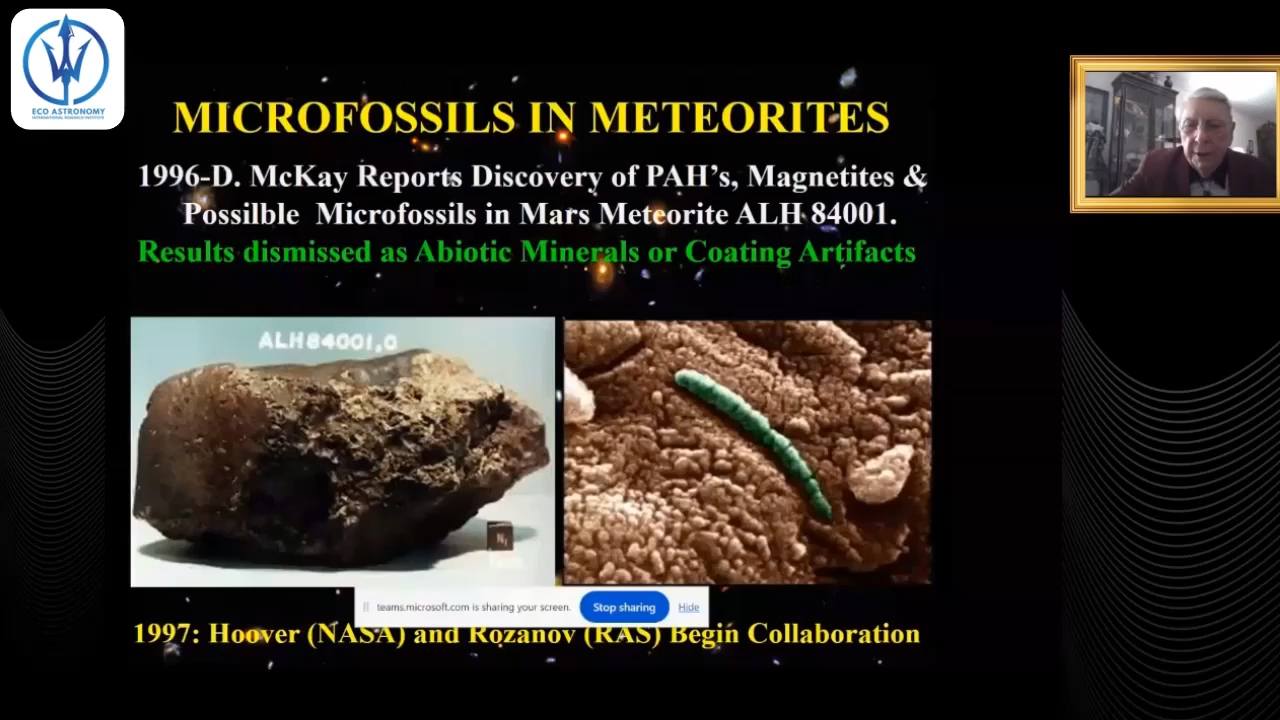 ECO ASTRONOMY
INTERNATIONAL RESEARCH INSTITUTE
MICROFOSSILS IN METEORITES
1996-D. McKay Reports Discovery of PAH's, Magnetites &
Possilble Microfossils in Mars Meteorite ALH 84001.
Results dismissed as Abiotic Minerals or Coating Artifacts
ALH84001,0
teams.microsoft.com is sharing your screen.
Stop sharing
Hide
1997: Hoover (NASA) and Rozanov (RAS) Begin Collaboration